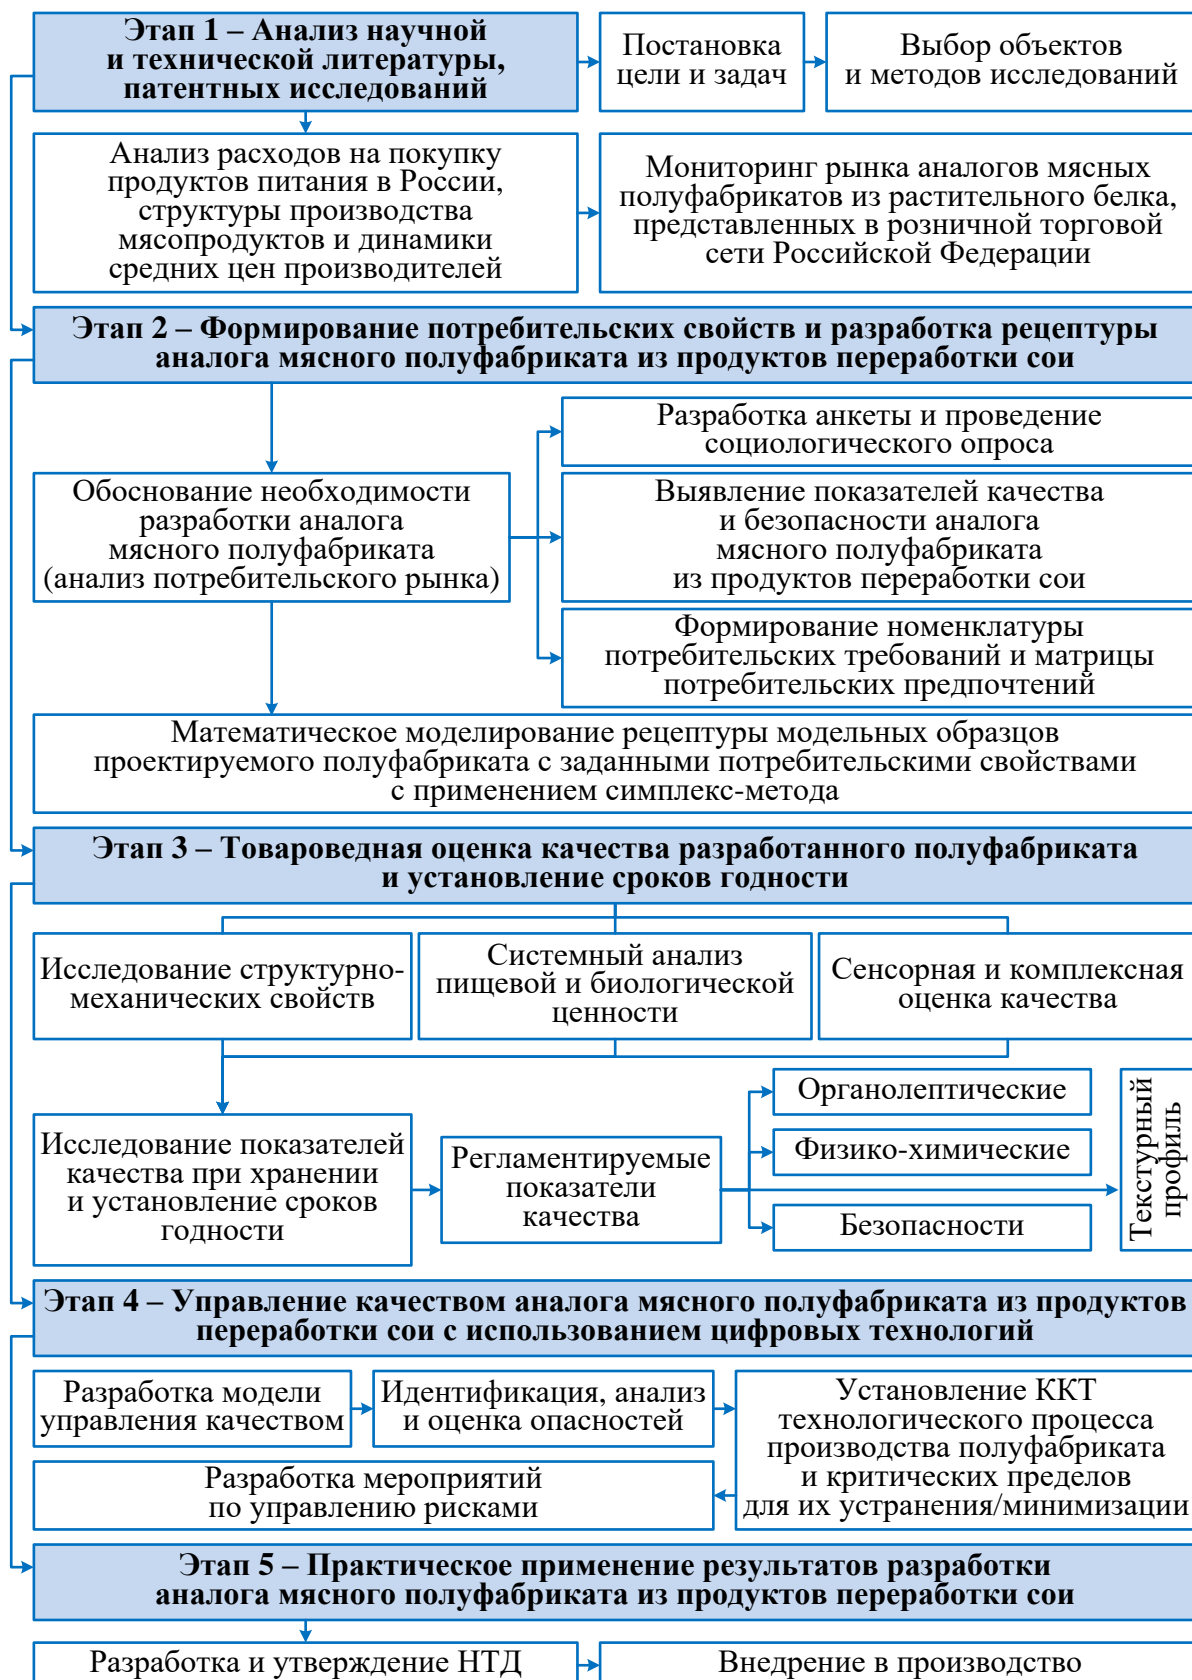 Этап 1 – Анализ научной
и технической литературы,
патентных исследований
Постановка
цели и задач
Выбор объектов
и методов исследований
Анализ расходов на покупку
продуктов питания в России,
структуры производства
мясопродуктов и динамики
средних цен производителей
Мониторинг рынка аналогов мясных
полуфабрикатов из растительного белка,
представленных в розничной торговой
сети Российской Федерации
Этап 2 – Формирование потребительских свойств и разработка рецептуры
аналога мясного полуфабриката из продуктов переработки сои
Обоснование необходимости
разработки аналога
мясного полуфабриката
(анализ потребительского рынка)
Разработка анкеты и проведение
социологического опроса
Выявление показателей качества
и безопасности аналога
мясного полуфабриката
из продуктов переработки сои
Формирование номенклатуры
потребительских требований и матрицы
потребительских предпочтений
Математическое моделирование рецептуры модельных образцов
проектируемого полуфабриката с заданными потребительскими свойствами
с применением симплекс-метода
Этап 3 – Товароведная оценка качества разработанного полуфабриката
и установление сроков годности
Исследование структурно-
механических свойств
Системный анализ
пищевой и биологической
ценности
Сенсорная и комплексная
оценка качества
Исследование показателей
качества при хранении
и установление сроков
годности
Регламентируемые
показатели
качества
Органолептические
Физико-химические
Безопасности
Текстурный
профиль
Этап 4 – Управление качеством аналога мясного полуфабриката из продуктов
переработки сои с использованием цифровых технологий
Разработка модели
управления качеством
Идентификация, анализ
и оценка опасностей
Установление ККТ
технологического процесса
производства полуфабриката
и критических пределов
для их устранения/минимизации
Разработка мероприятий
по управлению рисками
Этап 5 – Практическое применение результатов разработки
аналога мясного полуфабриката из продуктов переработки сои
Разработка и утверждение НТД
Внедрение в производство